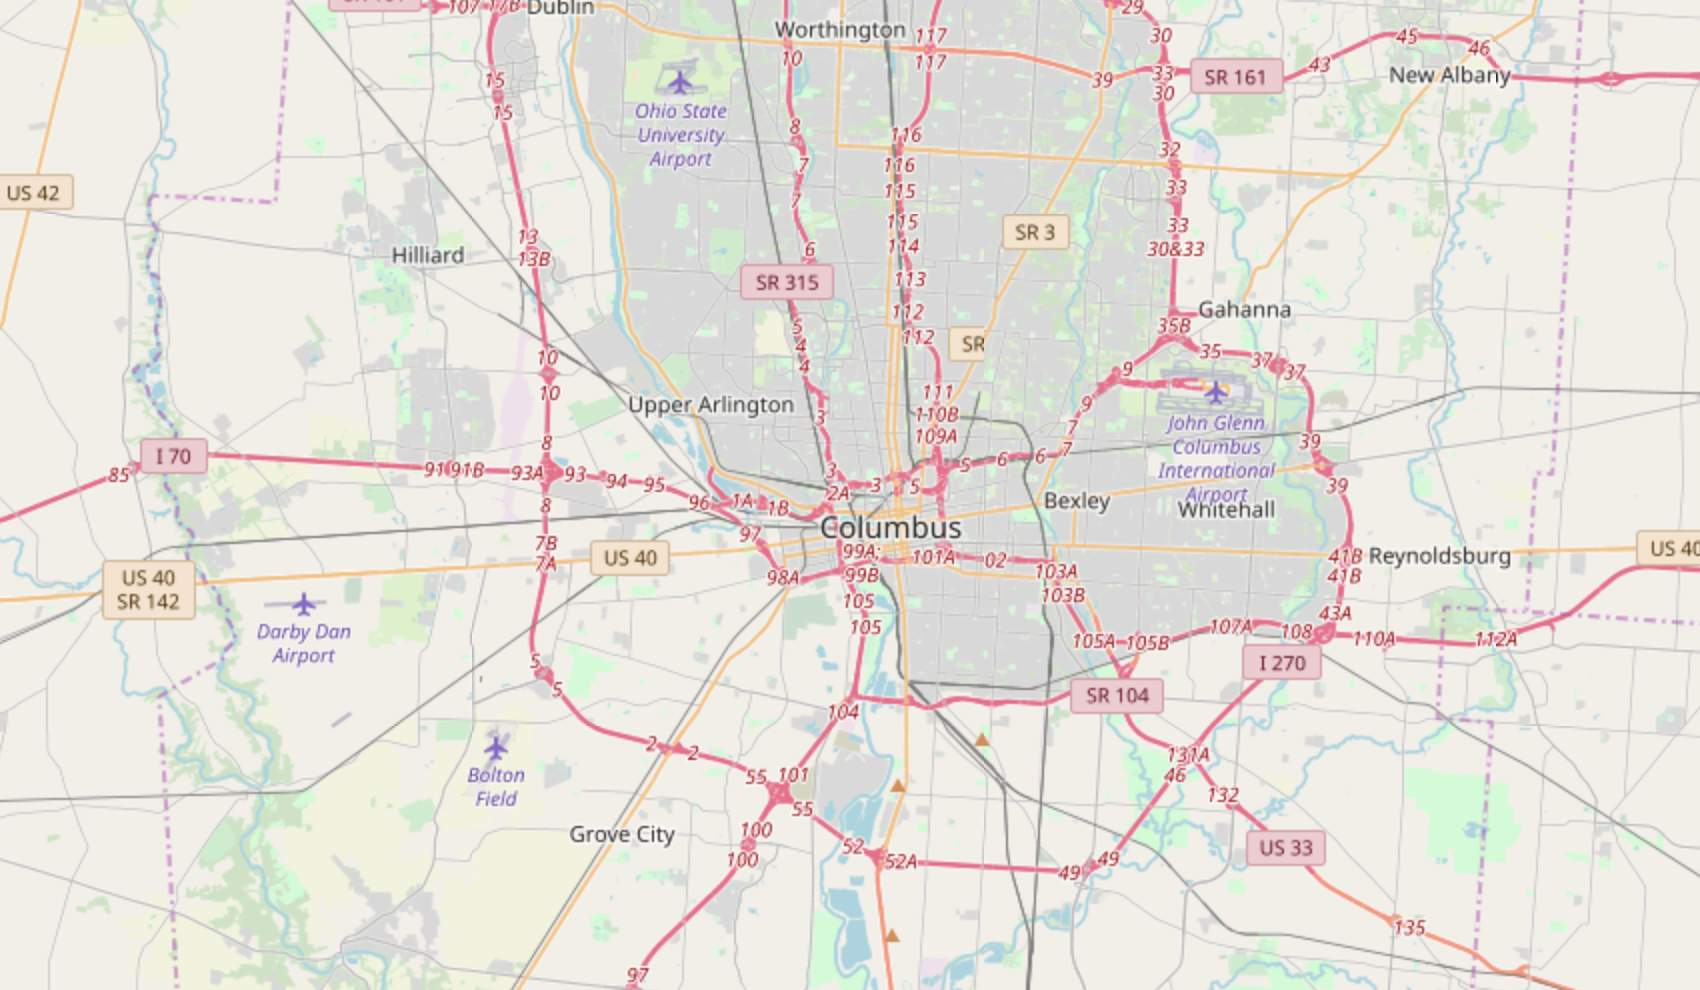 107
17B
Dublin
29
Worthington
117
117
10
30
45
46
43
New Albany
SR 161
33
30
39
15
15
Ohio State
University
Airport
8
7
7
6
116
116
115
115
114
113
112
112
32
33
33
30&33
US 42
13
13B
Hilliard
SR 3
SR 315
SR
5
4
4
3
Gahanna
35B
35
37
37
9
9
7
7
10
10
8
Upper Arlington
111
110B
109A
John Glenn
Columbus
International
Airport
Whitehall
39
39
I 70
85
91
91B
93A
93
94
95
96
1A
1B
2A
3
3
5
5
6
6
Bexley
8
7B
7A
97
98A
Columbus
99A;
99B
101A
02
103A
103B
41B
41B
Reynoldsburg
US 40
US 40
US 40
SR 142
Darby Dan
Airport
105
105
105A
105B
107A
108
43A
110A
112A
I 270
SR 104
5
5
104
2
2
55
101
55
131A
46
132
Bolton
Field
Grove City
100
100
52
52A
49
49
US 33
135
97